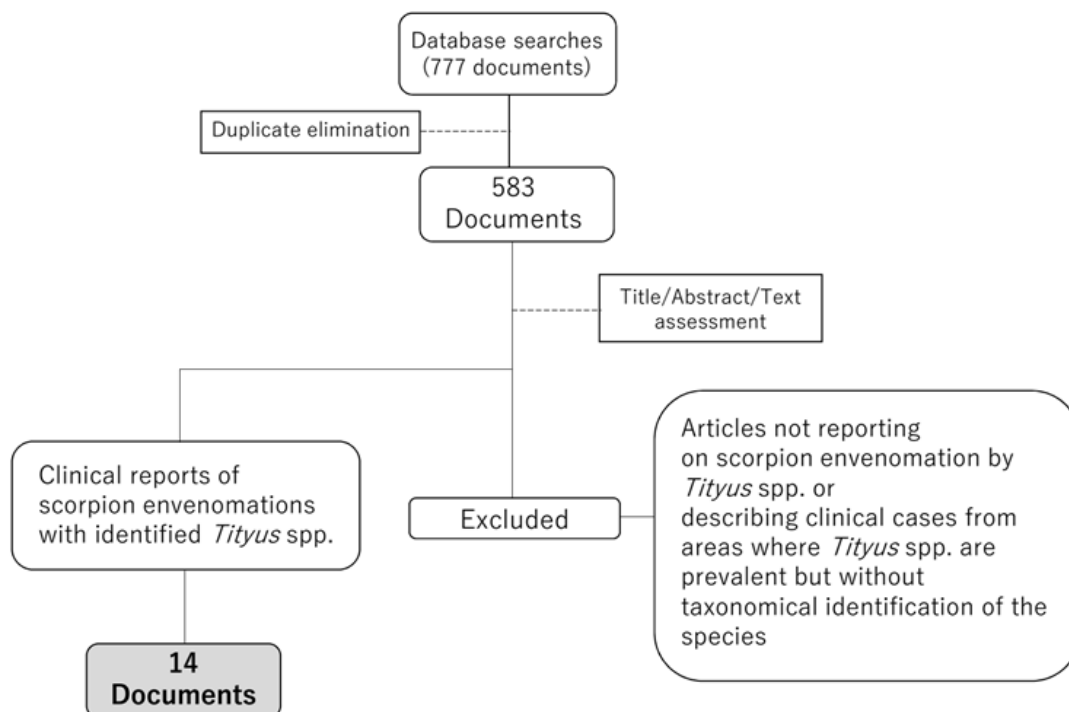 Database searches
(777 documents)
Duplicate elimination
583
Documents
Title/Abstract/Text
assessment
Clinical reports of
scorpion envenomations
with identified Tityus spp.
Excluded
Articles not reporting
on scorpion envenomation by
Tityus spp. or
describing clinical cases from
areas where Tityus spp. are
prevalent but without
taxonomical identification of the
species
14
Documents